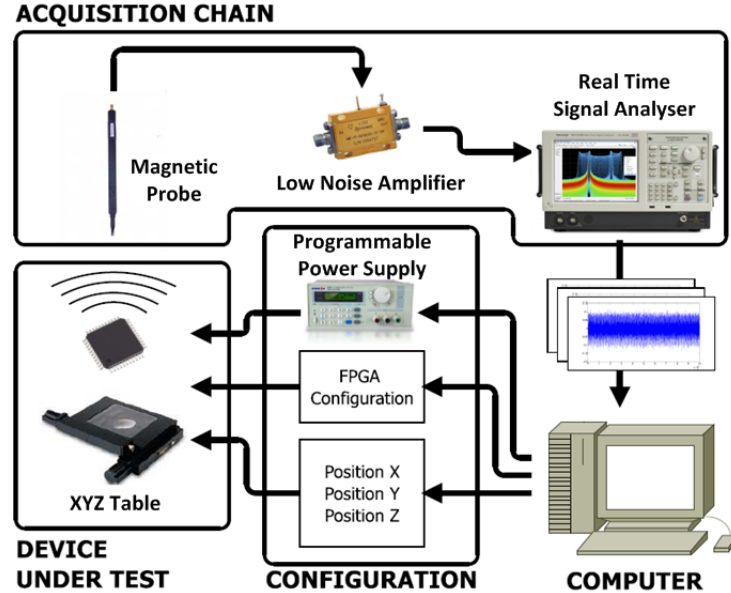 ACQUISITION CHAIN
Real Time
Signal Analyser
Magnetic
Probe
Low Noise Amplifier
Programmable
Power Supply
FPGA
Configuration
Position X
Position Y
Position Z
XYZ Table
DEVICE
UNDER TEST
CONFIGURATION
COMPUTER